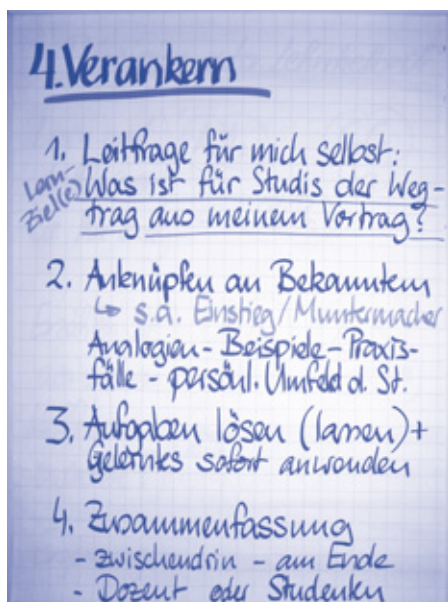 4. Verankern
1. Leitfrage für mich selbst:
Lern-
Ziel(e)
Was ist für Studis der Weg-
trag aus meinem Vortrag?
2. Anknüpfen an Bekanntem
↳ s.a. Einstieg/Muntermacher
Analogien - Beispiele - Praxis-
fälle - persönl. Umfeld d. St.
3. Aufgaben lösen (lassen) +
Gelerntes sofort anwenden
4. Zusammenfassung
- zwischendrin - am Ende
- Dozent oder Studenten